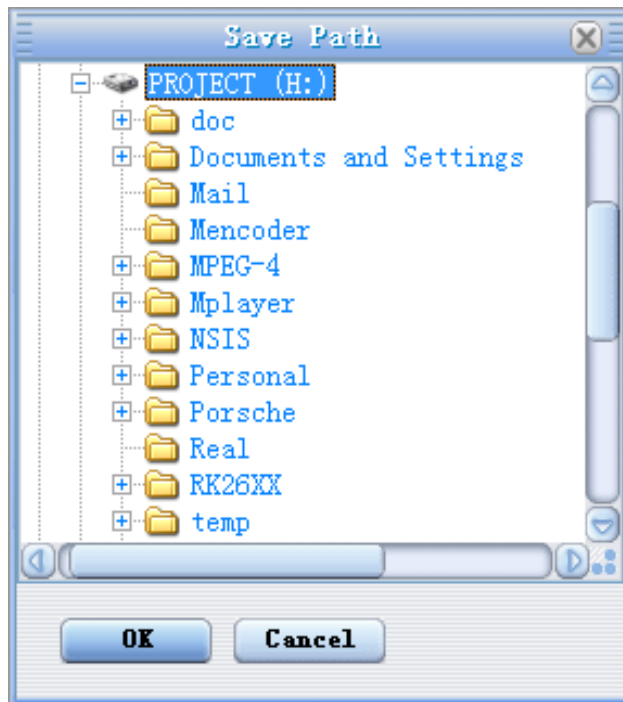 Save Path
PROJECT (H:)
doc
Documents and Settings
Mail
Mencoder
MPEG-4
Mplayer
NSIS
Personal
Porsche
Real
RK26XX
temp
OK Cancel